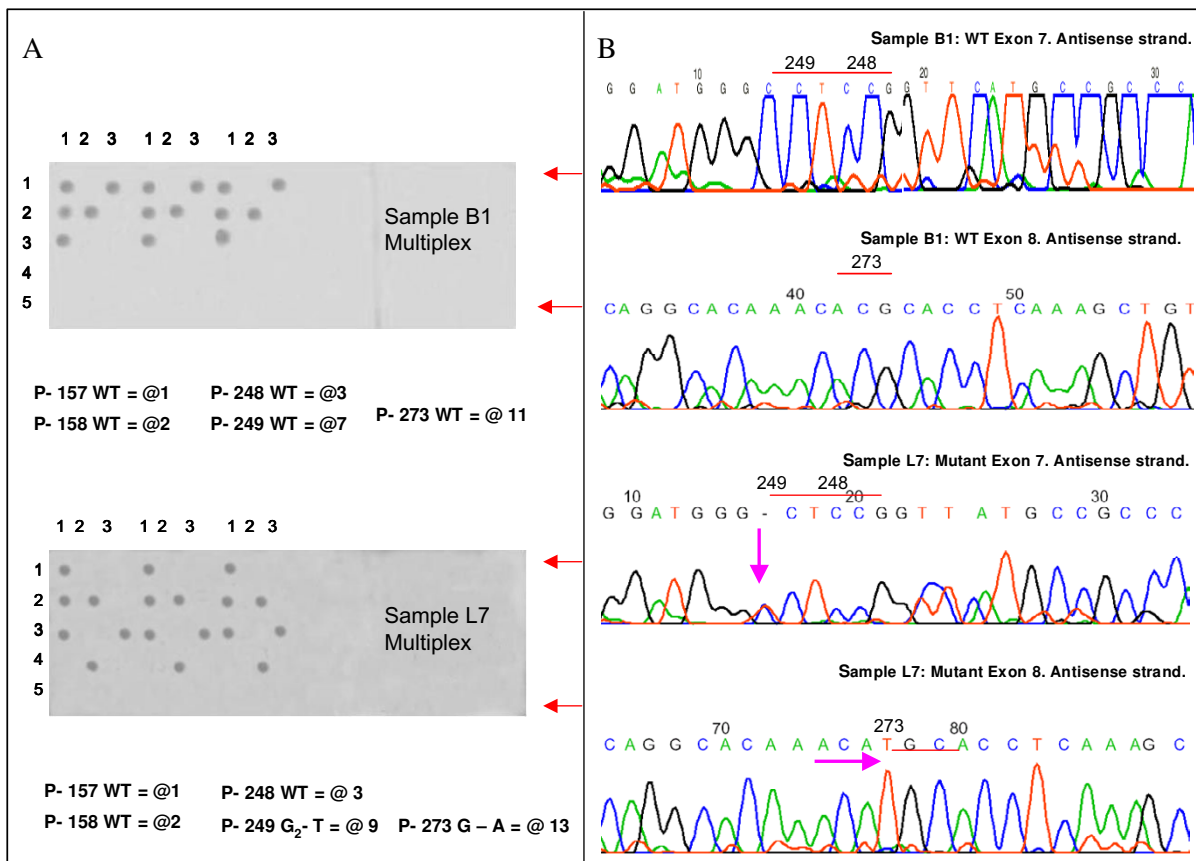 A
1 2 3 1 2 3 1 2 3
1
2
3
4
5
Sample B1
Multiplex
P- 157 WT = @1
P- 248 WT = @3
P- 158 WT = @2
P- 249 WT = @7
P- 273 WT = @ 11
1 2 3 1 2 3 1 2 3
1
2
3
4
5
Sample L7
Multiplex
P- 157 WT = @1
P- 248 WT = @ 3
P- 158 WT = @2
P- 249 G2- T = @ 9
P- 273 G – A = @ 13
B
Sample B1: WT Exon 7. Antisense strand.
249 248
10 20 30
G G A T G G G C C T C C G G T T C A T G C C G C C C
Sample B1: WT Exon 8. Antisense strand.
273
40 50
C A G G C A C A A A C A C G C A C C T C A A A G C T G T
Sample L7: Mutant Exon 7. Antisense strand.
249 248
10 20 30
G G A T G G G - C T C C G G T T A T G C C G C C C
Sample L7: Mutant Exon 8. Antisense strand.
70 273 80
C A G G C A C A A A C A T G C A C C T C A A A G C